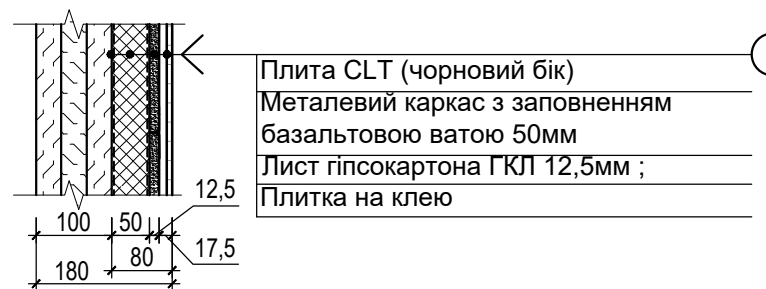 Плита CLT (чорновий бік)
Металевий каркас з заповненням
базальтовою ватою 50мм
Лист гіпсокартона ГКЛ 12,5мм ;
Плитка на клею
12,5
100 50
17,5
80
180